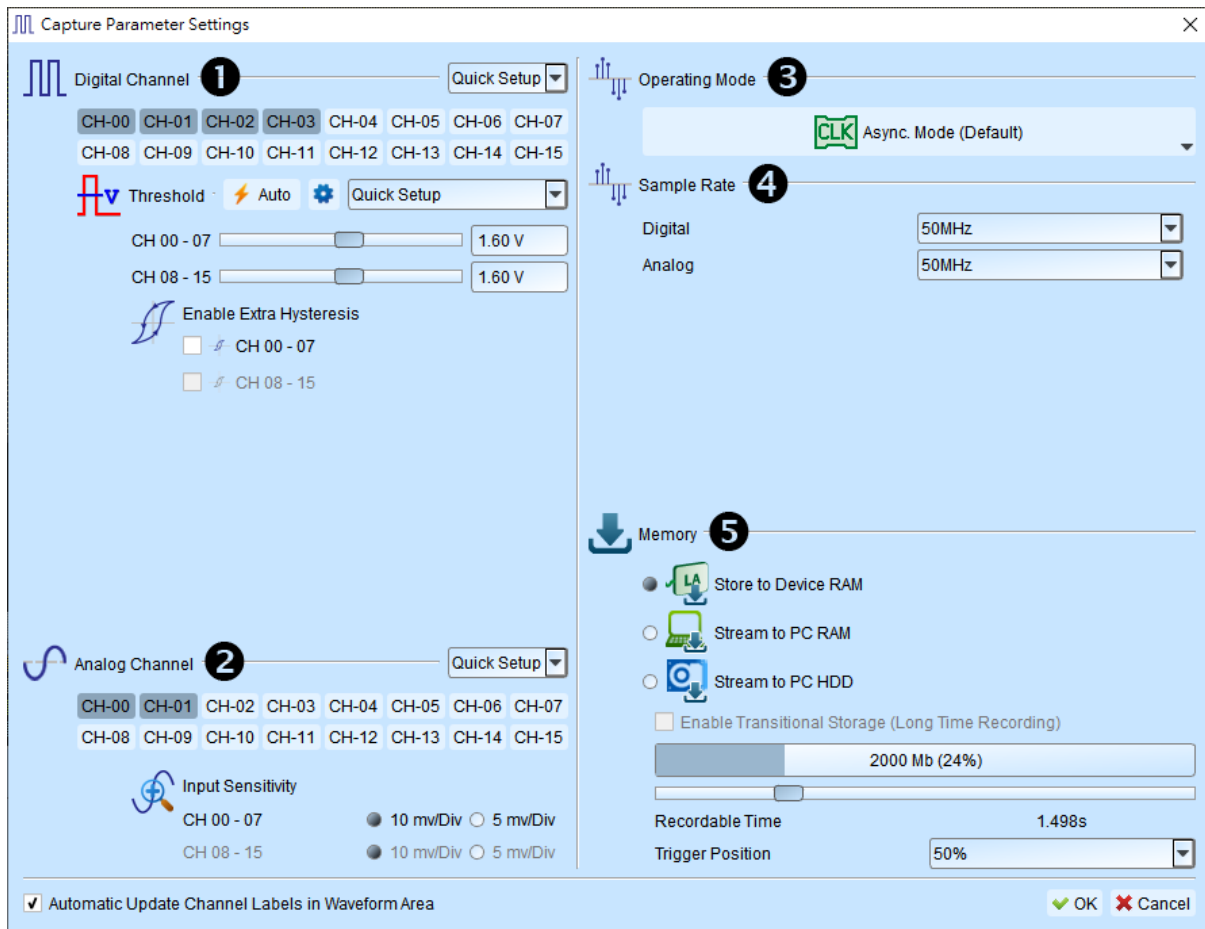 Capture Parameter Settings
Digital Channel 1 Quick Setup
CH-00 CH-01 CH-02 CH-03 CH-04 CH-05 CH-06 CH-07
CH-08 CH-09 CH-10 CH-11 CH-12 CH-13 CH-14 CH-15
V Threshold Auto Quick Setup
CH 00 - 07 1.60 V
CH 08 - 15 1.60 V
Enable Extra Hysteresis
CH 00 - 07
CH 08 - 15
Analog Channel 2 Quick Setup
CH-00 CH-01 CH-02 CH-03 CH-04 CH-05 CH-06 CH-07
CH-08 CH-09 CH-10 CH-11 CH-12 CH-13 CH-14 CH-15
Input Sensitivity
CH 00 - 07 10 mv/Div 5 mv/Div
CH 08 - 15 10 mv/Div 5 mv/Div
Operating Mode 3
CLK Async. Mode (Default)
Sample Rate 4
Digital 50MHz
Analog 50MHz
Memory 5
LA Store to Device RAM
Stream to PC RAM
Stream to PC HDD
Enable Transitional Storage (Long Time Recording)
2000 Mb (24%)
Recordable Time 1.498s
Trigger Position 50%
Automatic Update Channel Labels in Waveform Area
OK Cancel